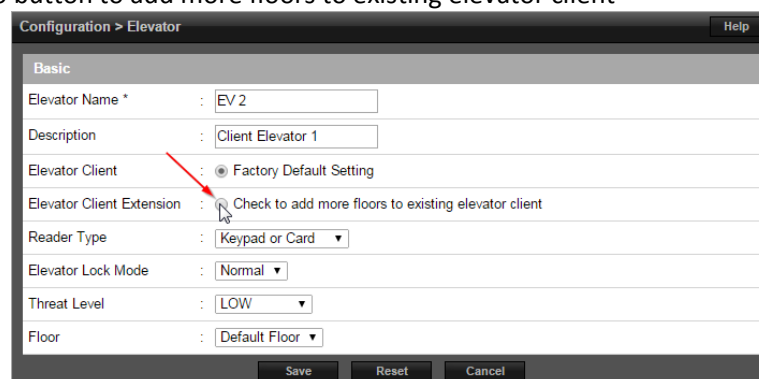 button to add more floors to existing elevator client
Configuration > Elevator Help
Basic
Elevator Name * : EV 2
Description : Client Elevator 1
Elevator Client : Factory Default Setting
Elevator Client Extension : Check to add more floors to existing elevator client
Reader Type : Keypad or Card
Elevator Lock Mode : Normal
Threat Level : LOW
Floor : Default Floor
Save Reset Cancel